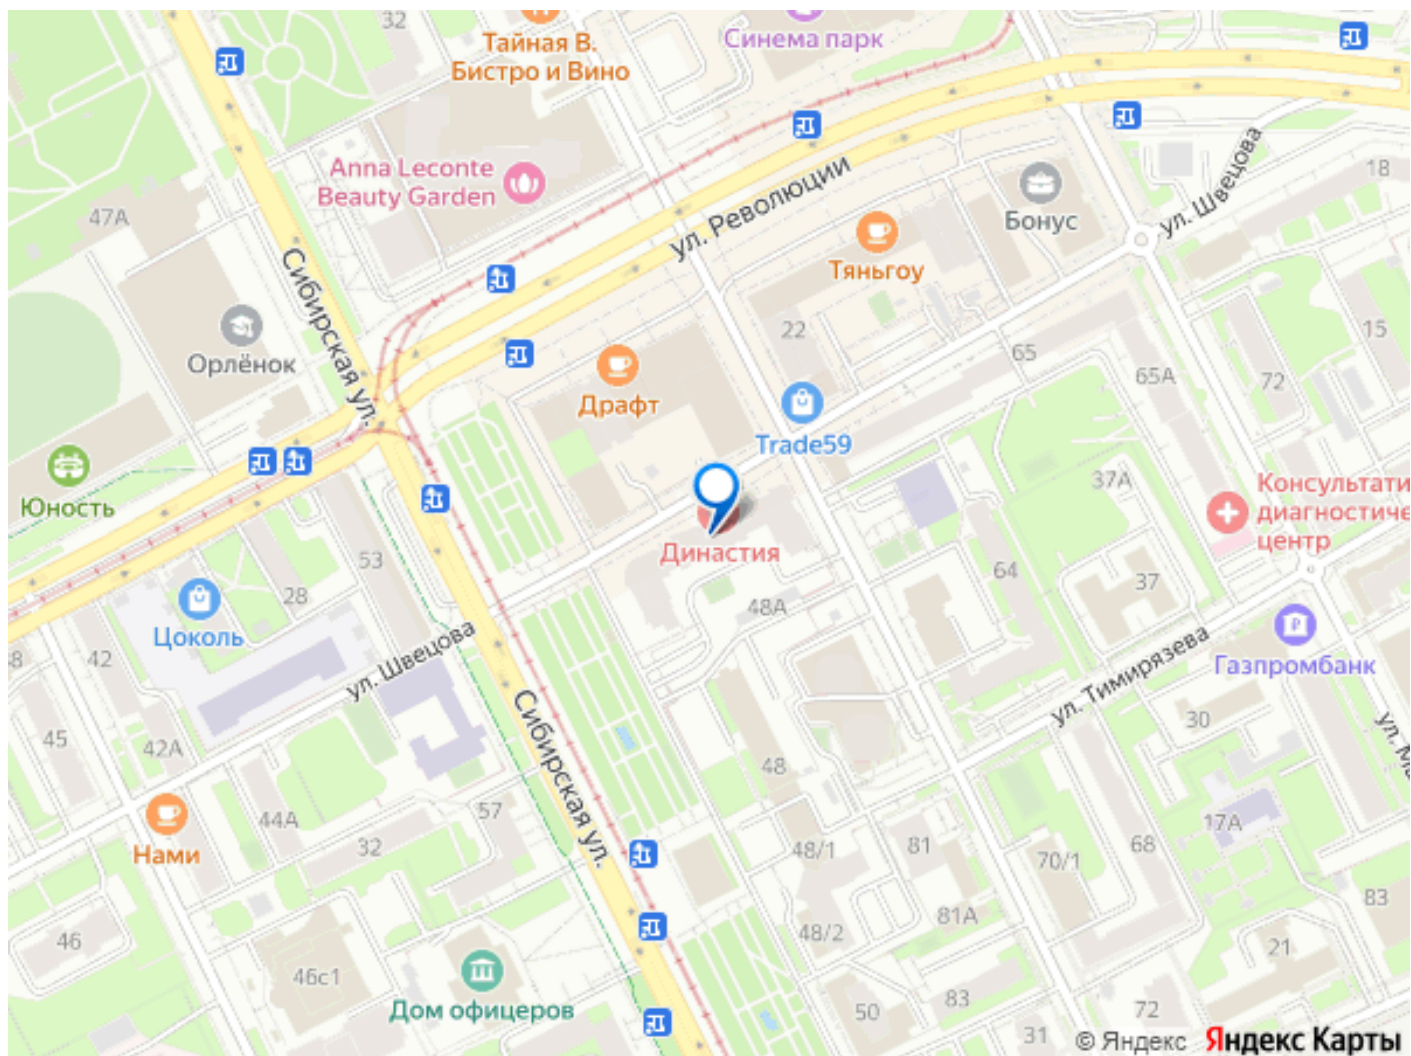 32
Тайная В.
Бистро и Вино
Синема парк
Anna Leconte
Beauty Garden
47А
ул. Революции
Бонус
ул. Швецова
18
Тяньгоу
Сибирская ул.
Орлёнок
22
65
15
65А
72
Драфт
Trade59
Юность
37А
Консультати
диагностиче
центр
Династия
53
28
64
37
48А
Цоколь
42
ул. Швецова
ул. Тимирязева
Газпромбанк
Сибирская ул.
45
42А
30
ул. Ма
48
44А
57
17А
Нами
32
48/1
81
70/1
68
83
81А
46
48/2
21
46с1
Дом офицеров
50
83
72
31
© Яндекс Яндекс Карты